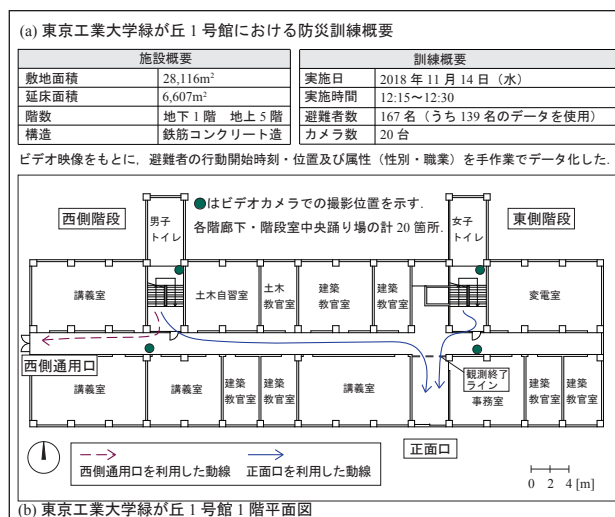 (a) 東京工業大学緑が丘 1 号館における防災訓練概要
施設概要
敷地面積 28,116m²
延床面積 6,607m²
階数 地下 1 階 地上 5 階
構造 鉄筋コンクリート造
訓練概要
実施日 2018 年 11 月 14 日（水）
実施時間 12:15～12:30
避難者数 167 名（うち 139 名のデータを使用）
カメラ数 20 台
ビデオ映像をもとに，避難者の行動開始時刻・位置及び属性（性別・職業）を手作業でデータ化した．
西側階段
男子
トイレ
●はビデオカメラでの撮影位置を示す．
各階廊下・階段室中央踊り場の計 20 箇所．
女子
トイレ
東側階段
講義室
土木自習室
土木
教官室
建築
教官室
建築
教官室
変電室
西側通用口
講義室
講義室
建築
教官室
建築
教官室
講義室
観測終了
ライン
事務室
建築
教官室
建築
教官室
正面口
西側通用口を利用した動線
正面口を利用した動線
0 2 4 [m]
(b) 東京工業大学緑が丘 1 号館 1 階平面図